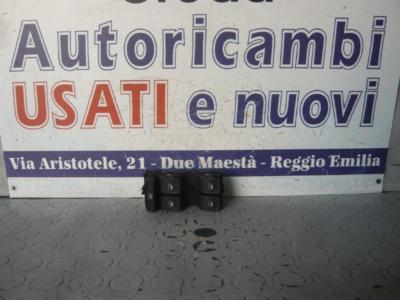 Autoricambi
USATI e nuovi
Via Aristotele, 21 - Due Maestà - Reggio Emilia